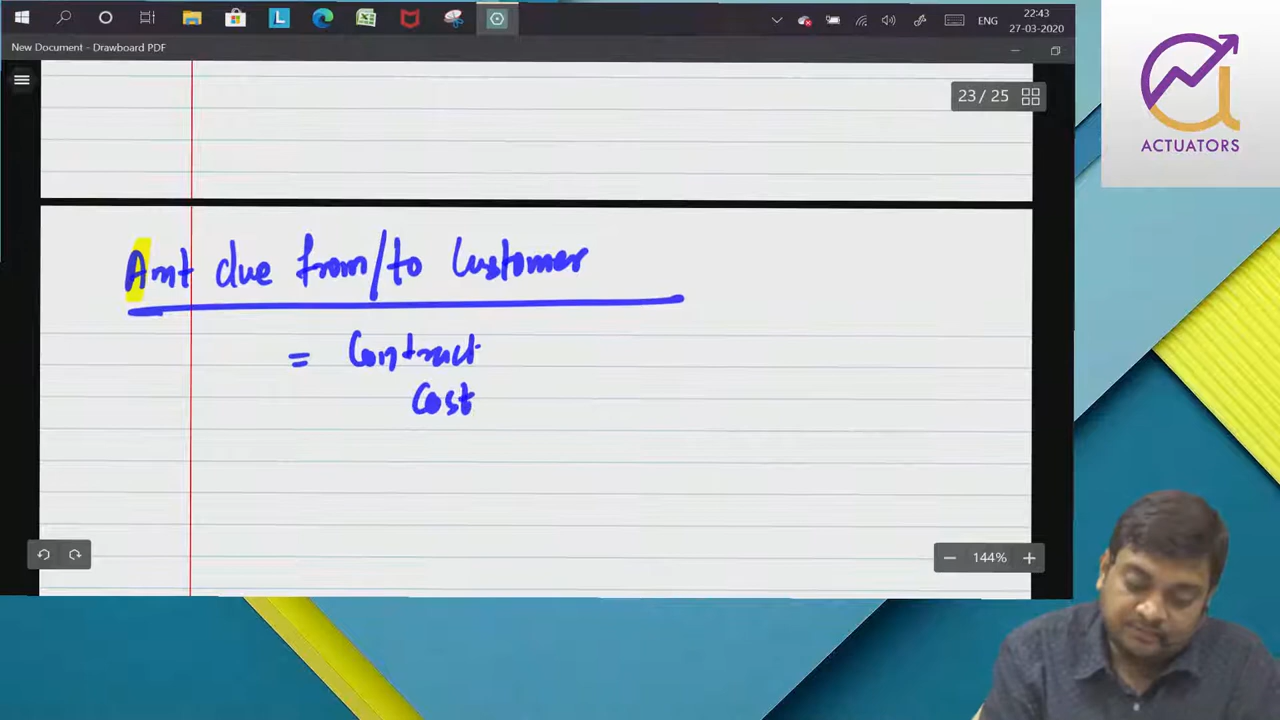 ENG
22:43
27-03-2020
New Document - Drawboard PDF
23 / 25
ACTUATORS
Amt due from/to Customer
= Contract
Cost
144%